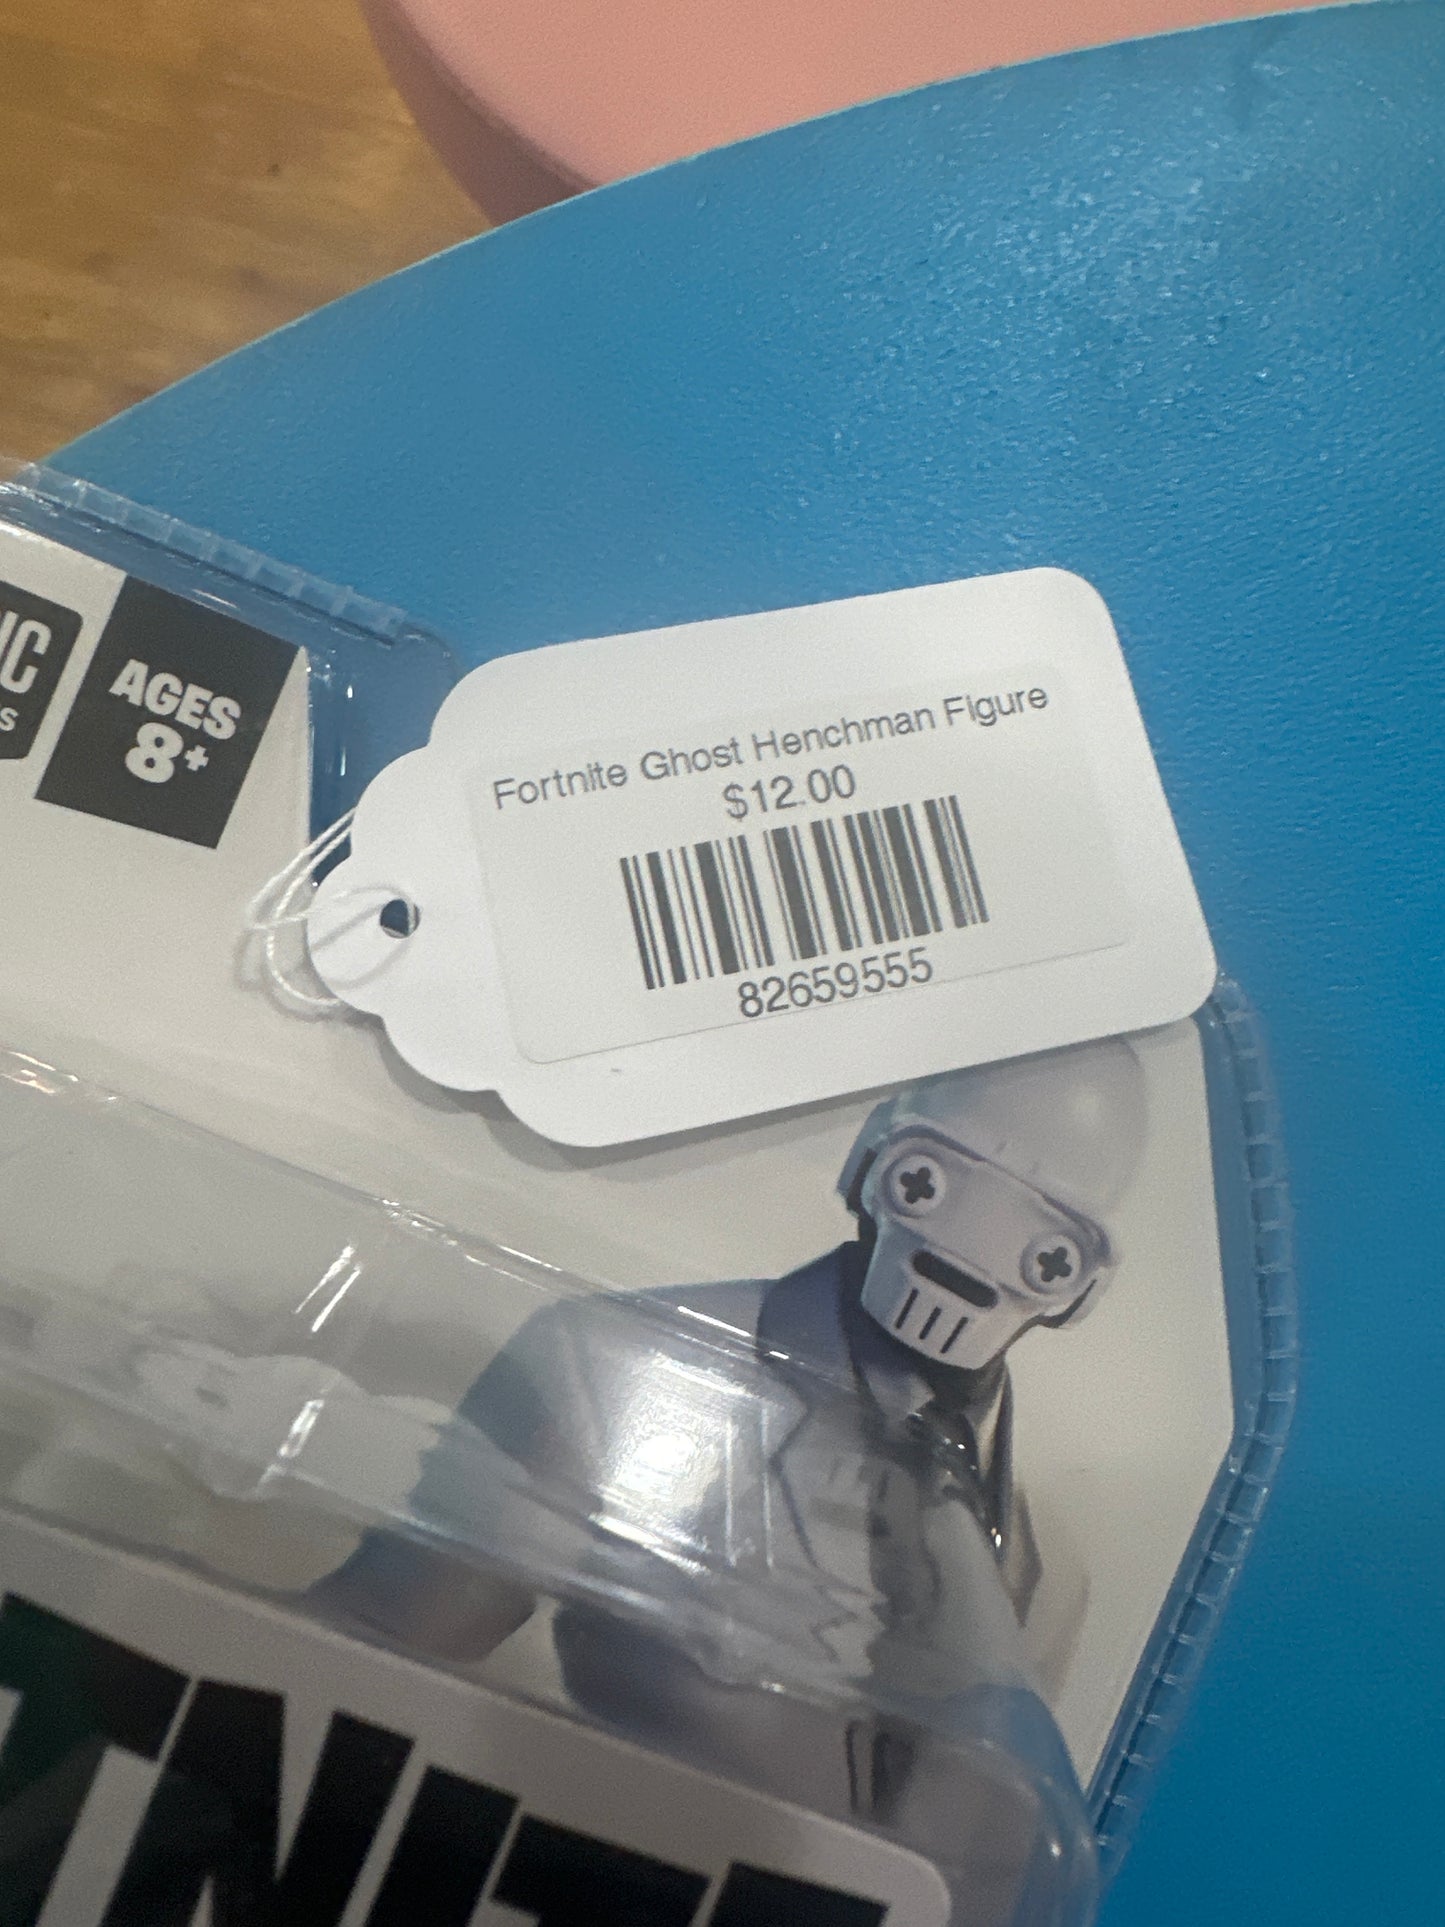 AGES
8+
Fortnite Ghost Henchman Figure
$12.00
82659555